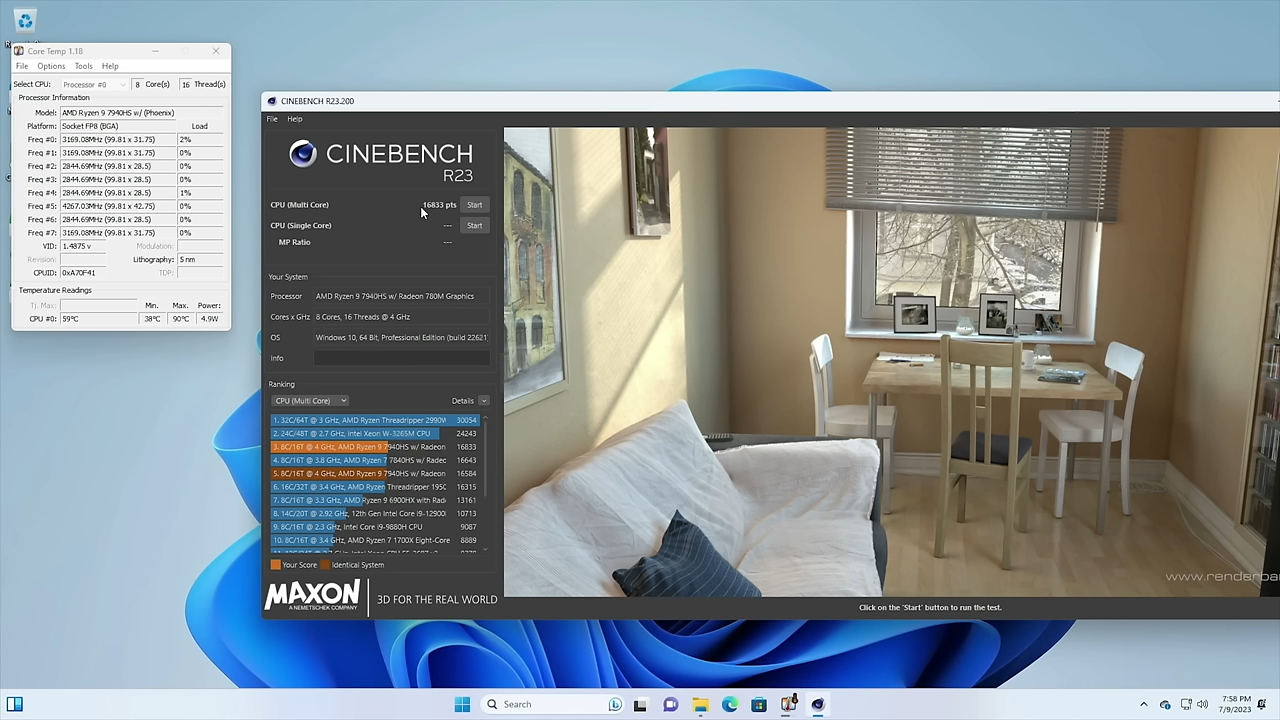 Core Temp 1.18
File Options Tools Help
Select CPU: Processor #0 8 Core(s) 16 Thread(s)
Processor Information
Model: AMD Ryzen 9 7940HS w/ (Phoenix)
Platform: Socket FP8 (BGA) Load
Freq #0: 3169.08MHz (99.81 x 31.75) 2%
Freq #1: 3169.08MHz (99.81 x 31.75) 0%
Freq #2: 2844.69MHz (99.81 x 28.5) 0%
Freq #3: 2844.69MHz (99.81 x 28.5) 0%
Freq #4: 2844.69MHz (99.81 x 28.5) 1%
Freq #5: 4267.03MHz (99.81 x 42.75) 0%
Freq #6: 2844.69MHz (99.81 x 28.5) 0%
Freq #7: 3169.08MHz (99.81 x 31.75) 0%
VID: 1.4875 v Modulation:
Revision: Lithography: 5 nm
CPUID: 0xA70F41 TDP:
Temperature Readings
Tj. Max: Min. Max. Power:
CPU #0: 59°C 38°C 90°C 4.9W
CINEBENCH R23.200
File Help
CINEBENCH
R23
CPU (Multi Core) 16833 pts Start
CPU (Single Core) --- Start
MP Ratio ---
Your System
Processor AMD Ryzen 9 7940HS w/ Radeon 780M Graphics
Cores x GHz 8 Cores, 16 Threads @ 4 GHz
OS Windows 10, 64 Bit, Professional Edition (build 22621)
Info
Ranking
CPU (Multi Core) Details
1. 32C/64T @ 3 GHz, AMD Ryzen Threadripper 2990W 30054
2. 24C/48T @ 2.7 GHz, Intel Xeon W-3265M CPU 24243
3. 8C/16T @ 4 GHz, AMD Ryzen 9 7940HS w/ Radeon 16833
4. 8C/16T @ 3.8 GHz, AMD Ryzen 7 7840HS w/ Radec 16643
5. 8C/16T @ 4 GHz, AMD Ryzen 9 7940HS w/ Radeon 16584
6. 16C/32T @ 3.4 GHz, AMD Ryzen Threadripper 195C 16315
7. 8C/16T @ 3.3 GHz, AMD Ryzen 9 6900HX with Rade 13161
8. 14C/20T @ 2.92 GHz, 12th Gen Intel Core i9-1290 10713
9. 8C/16T @ 2.3 GHz, Intel Core i9-9880H CPU 9087
10. 8C/16T @ 3.4 GHz, AMD Ryzen 7 1700X Eight-Core 8889
Your Score Identical System
MAXON
A NEMETSCHEK COMPANY
3D FOR THE REAL WORLD
www.renderba
Click on the 'Start' button to run the test.
Search
7:58 PM
7/9/2023